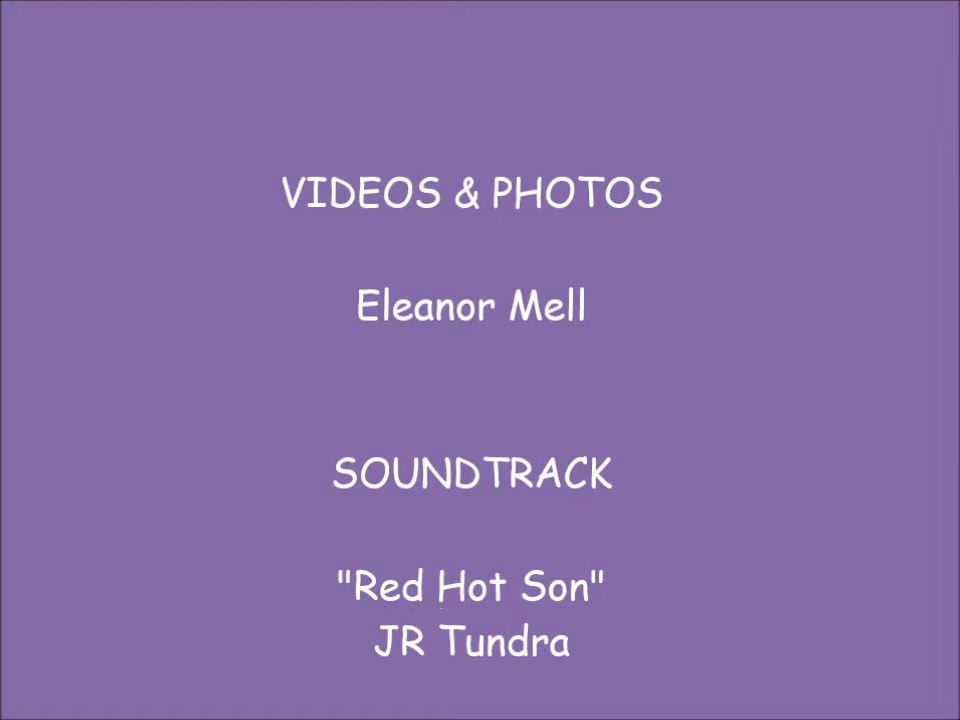 VIDEOS & PHOTOS
Eleanor Mell
SOUNDTRACK
"Red Hot Son"
JR Tundra